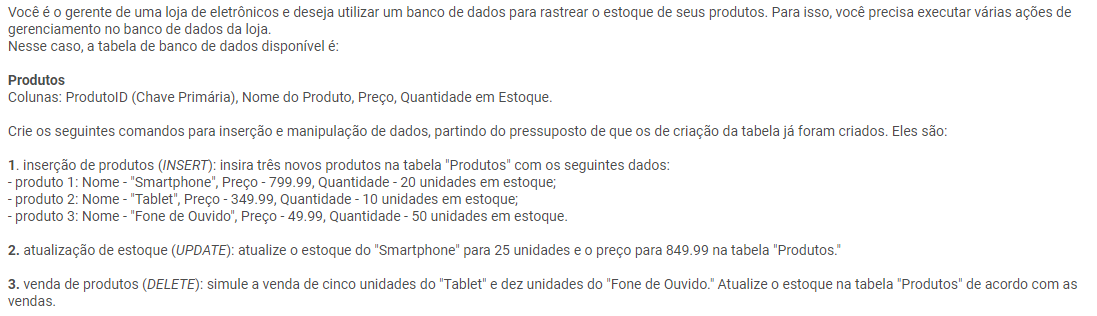 Você é o gerente de uma loja de eletrônicos e deseja utilizar um banco de dados para rastrear o estoque de seus produtos. Para isso, você precisa executar várias ações de
gerenciamento no banco de dados da loja.
Nesse caso, a tabela de banco de dados disponível é:
Produtos
Colunas: ProdutoID (Chave Primária), Nome do Produto, Preço, Quantidade em Estoque.
Crie os seguintes comandos para inserção e manipulação de dados, partindo do pressuposto de que os de criação da tabela já foram criados. Eles são:
1. inserção de produtos (INSERT): insira três novos produtos na tabela "Produtos" com os seguintes dados:
- produto 1: Nome - "Smartphone", Preço - 799.99, Quantidade - 20 unidades em estoque;
- produto 2: Nome - "Tablet", Preço - 349.99, Quantidade - 10 unidades em estoque;
- produto 3: Nome - "Fone de Ouvido", Preço - 49.99, Quantidade - 50 unidades em estoque.
2. atualização de estoque (UPDATE): atualize o estoque do "Smartphone" para 25 unidades e o preço para 849.99 na tabela "Produtos."
3. venda de produtos (DELETE): simule a venda de cinco unidades do "Tablet" e dez unidades do "Fone de Ouvido." Atualize o estoque na tabela "Produtos" de acordo com as
vendas.